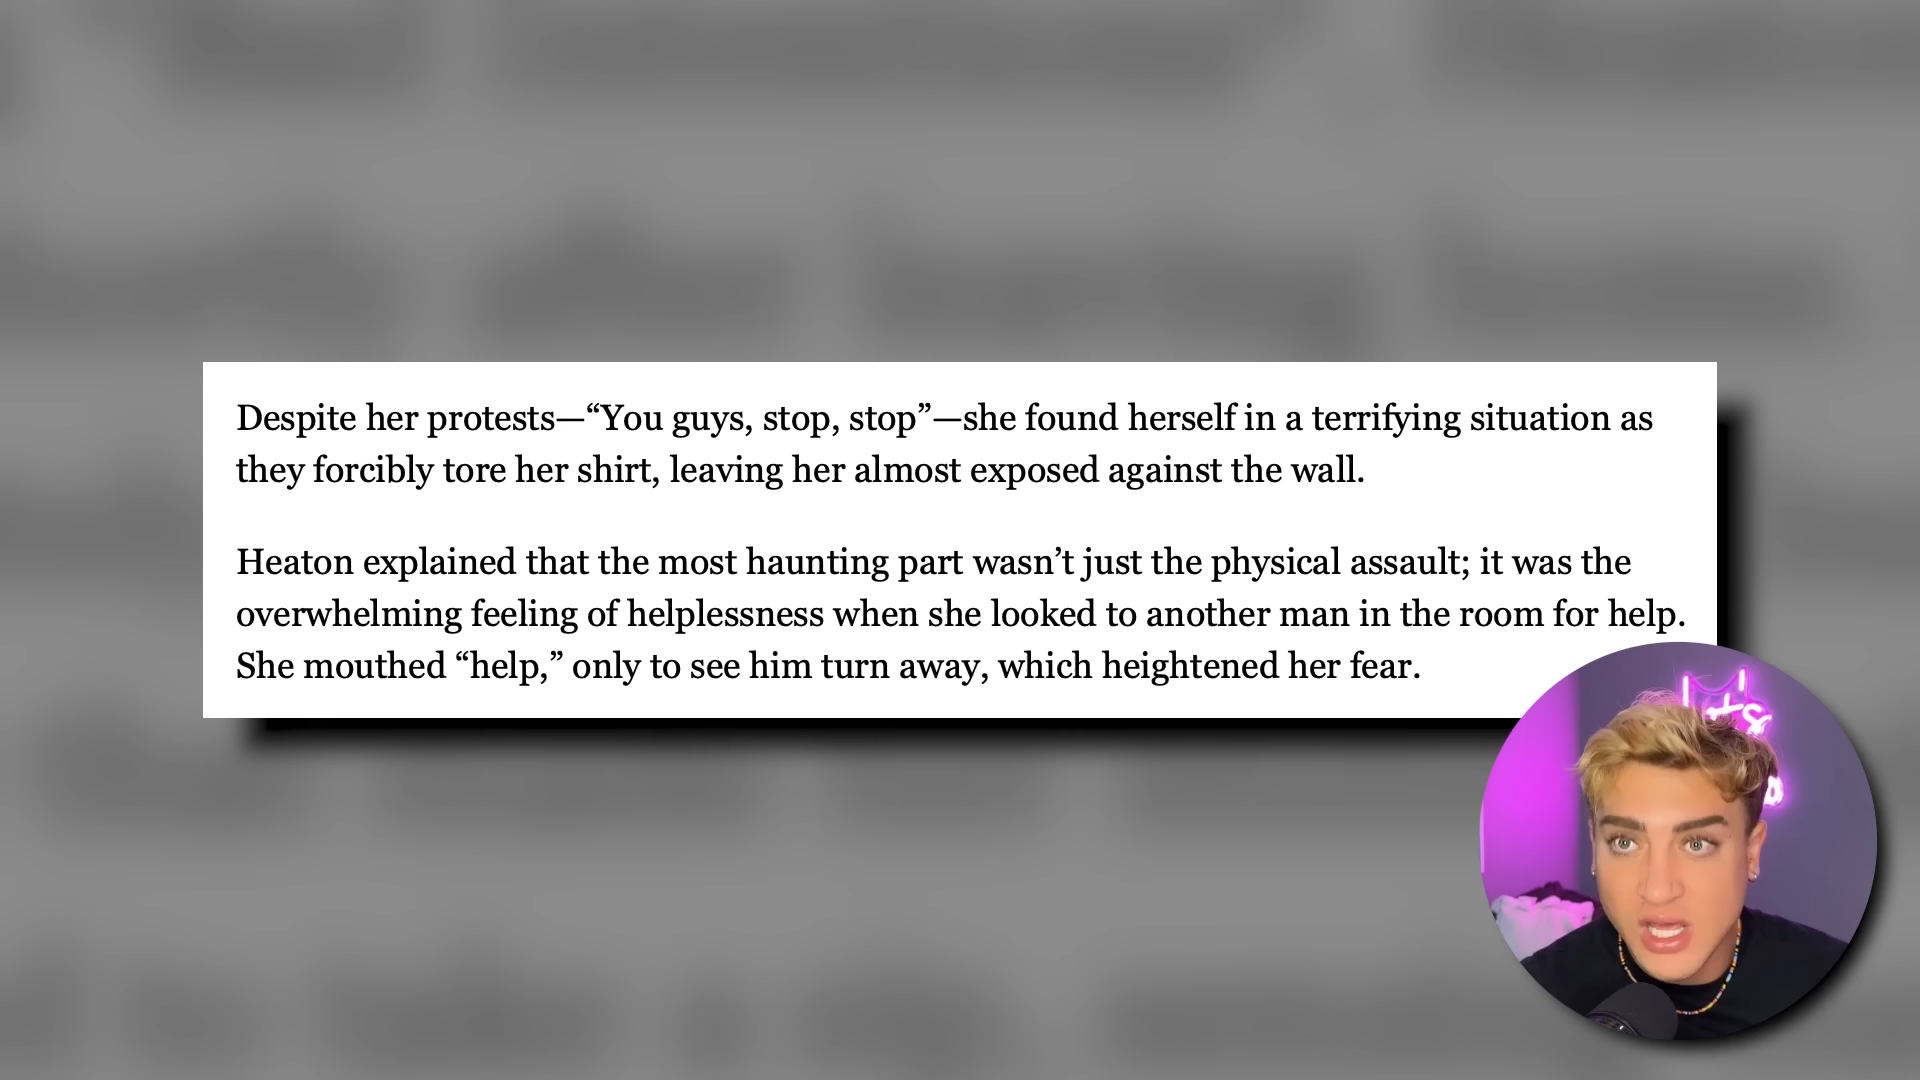 Despite her protests—“You guys, stop, stop”—she found herself in a terrifying situation as
they forcibly tore her shirt, leaving her almost exposed against the wall.
Heaton explained that the most haunting part wasn’t just the physical assault; it was the
overwhelming feeling of helplessness when she looked to another man in the room for help.
She mouthed “help,” only to see him turn away, which heightened her fear.